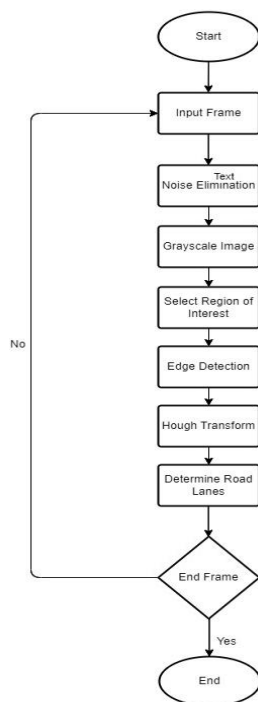 Start
Input Frame
Text
Noise Elimination
Grayscale Image
Select Region of
Interest
Edge Detection
Hough Transform
Determine Road
Lanes
No
End Frame
Yes
End